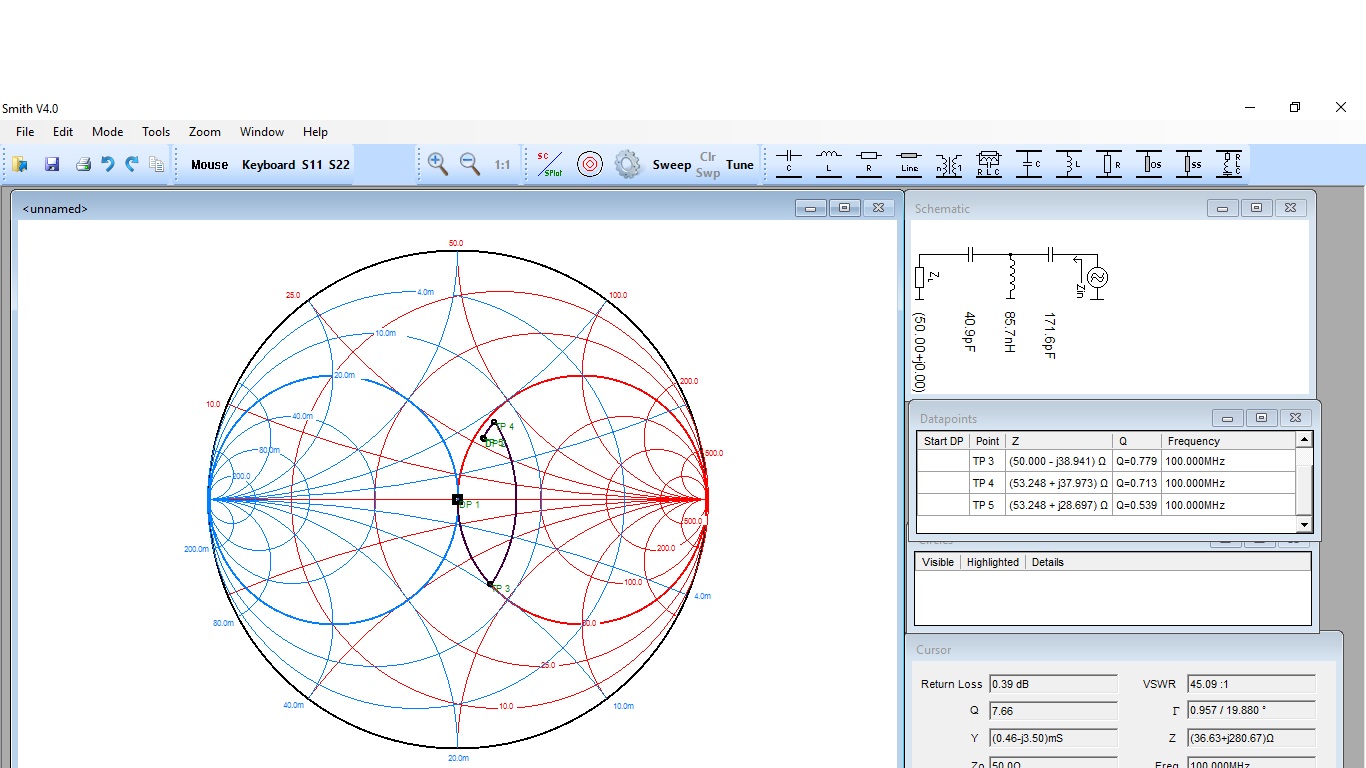 Smith V4.0
File Edit Mode Tools Zoom Window Help
Mouse Keyboard S11 S22 1:1 SC SPlot Sweep Clr Swp Tune C L R Line n 1 RLC C L R OS SS RLC
<unnamed>
50.0
25.0
100.0
4.0m
10.0m
20.0m
200.0
10.0
40.0m
TP 4
80.0m
500.0
200.0
DP 1
500.0
200.0m
200.0
TP 3
100.0
4.0m
80.0m
50.0
25.0
40.0m
10.0
10.0m
20.0m
Schematic
ZL
Zin
(50.00+j0.00)
40.9pF
85.7nH
171.6pF
Datapoints
Start DP Point Z Q Frequency
TP 3 (50.000 - j38.941) Ω Q=0.779 100.000MHz
TP 4 (53.248 + j37.973) Ω Q=0.713 100.000MHz
TP 5 (53.248 + j28.697) Ω Q=0.539 100.000MHz
Visible Highlighted Details
Cursor
Return Loss 0.39 dB VSWR 45.09 :1
Q 7.66 Γ 0.957 / 19.880 °
Y (0.46-j3.50)mS Z (36.63+j280.67)Ω
Zo 50.0Ω Freq 100.000MHz